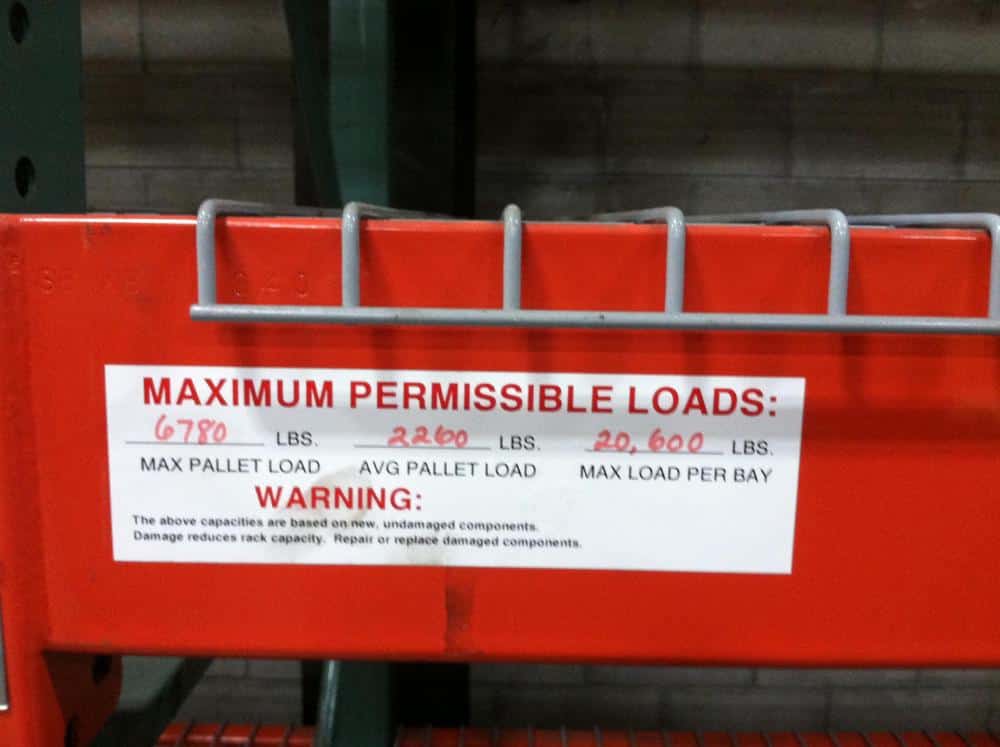 MAXIMUM PERMISSIBLE LOADS:
6780 LBS. 2260 LBS. 20,600 LBS.
MAX PALLET LOAD AVG PALLET LOAD MAX LOAD PER BAY
WARNING:
The above capacities are based on new, undamaged components.
Damage reduces rack capacity. Repair or replace damaged components.